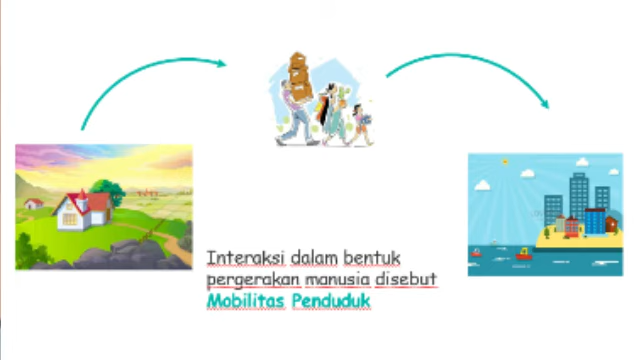 Interaksi dalam bentuk
pergerakan manusia disebut
Mobilitas Penduduk